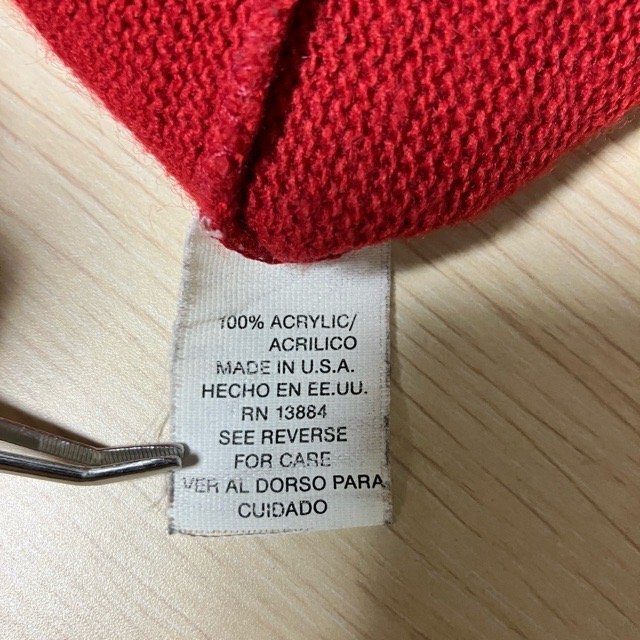 100% ACRYLIC/
ACRILICO
MADE IN U.S.A.
HECHO EN EE.UU.
RN 13884
SEE REVERSE
FOR CARE
VER AL DORSO PARA
CUIDADO